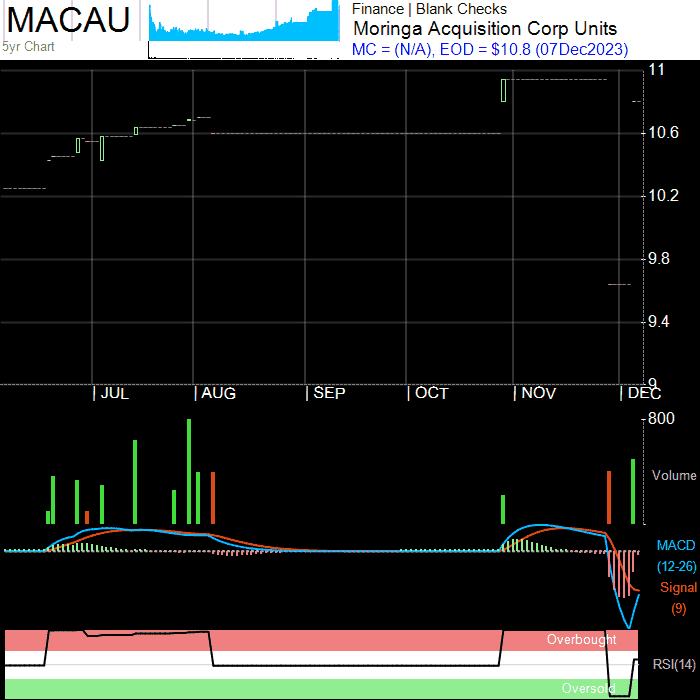 MACAU
5yr Chart
Finance | Blank Checks
Moringa Acquisition Corp Units
MC = (N/A), EOD = $10.8 (07Dec2023)
11
10.6
10.2
9.8
9.4
9
JUL AUG SEP OCT NOV DEC
800
Volume
MACD
(12-26)
Signal
(9)
Overbought
RSI(14)
Oversold